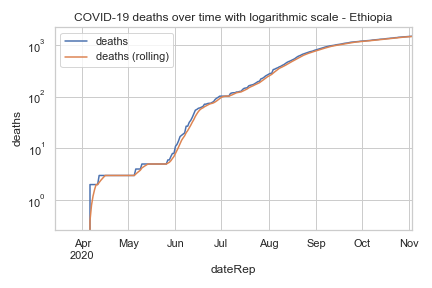 COVID-19 deaths over time with logarithmic scale - Ethiopia
deaths
deaths (rolling)
10³
10²
10¹
10⁰
deaths
Apr May Jun Jul Aug Sep Oct Nov
2020
dateRep